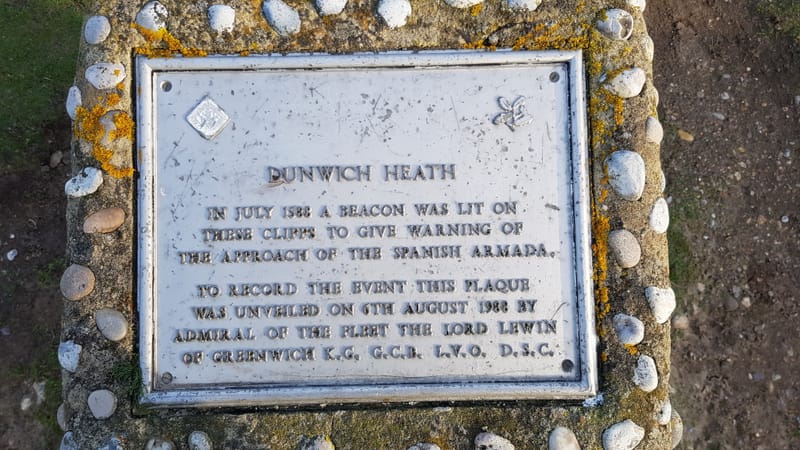 DUNWICH HEATH
IN JULY 1588 A BEACON WAS LIT ON
THESE CLIFFS TO GIVE WARNING OF
THE APPROACH OF THE SPANISH ARMADA.
TO RECORD THE EVENT THIS PLAQUE
WAS UNVEILED ON 6TH AUGUST 1988 BY
ADMIRAL OF THE FLEET THE LORD LEWIN
OF GREENWICH K.G. G.C.B. L.V.O. D.S.C.